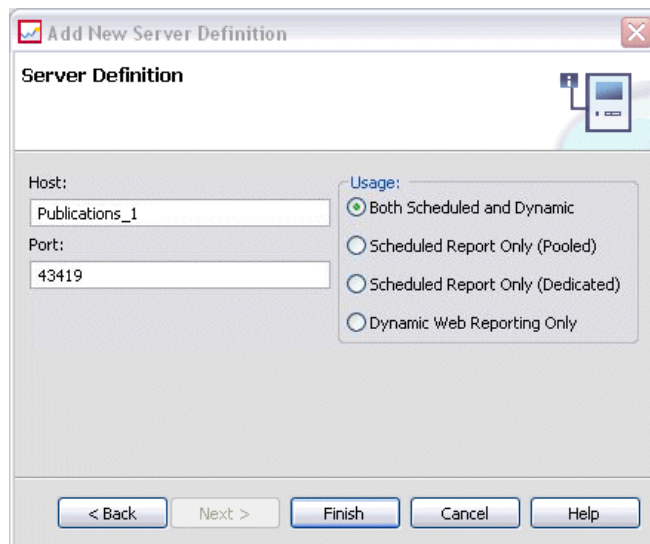 Add New Server Definition
Server Definition
Host:
Publications_1
Port:
43419
Usage:
Both Scheduled and Dynamic
Scheduled Report Only (Pooled)
Scheduled Report Only (Dedicated)
Dynamic Web Reporting Only
< Back
Next >
Finish
Cancel
Help